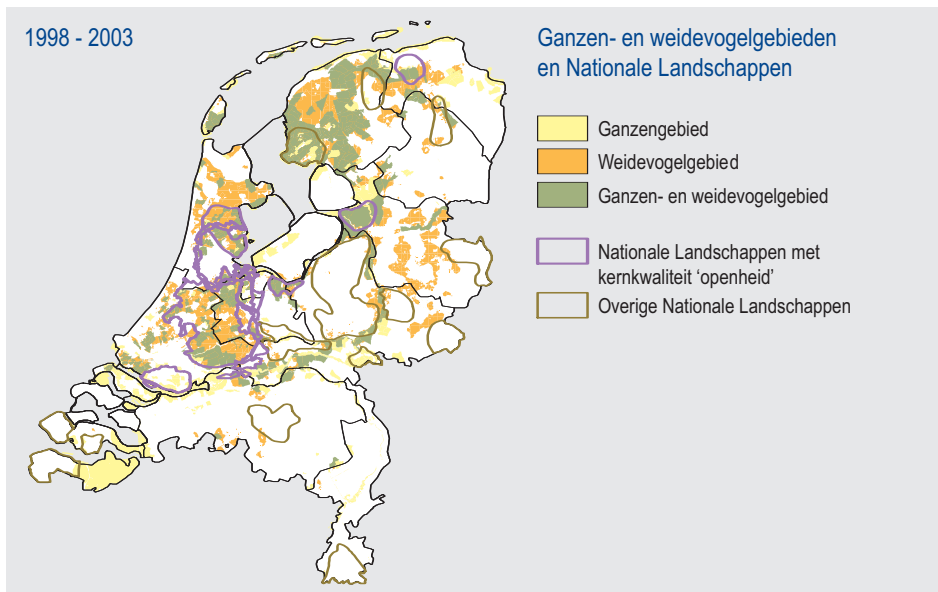 1998 - 2003
Ganzen- en weidevogelgebieden
en Nationale Landschappen
Ganzengebied
Weidevogelgebied
Ganzen- en weidevogelgebied
Nationale Landschappen met
kernkwaliteit ‘openheid’
Overige Nationale Landschappen